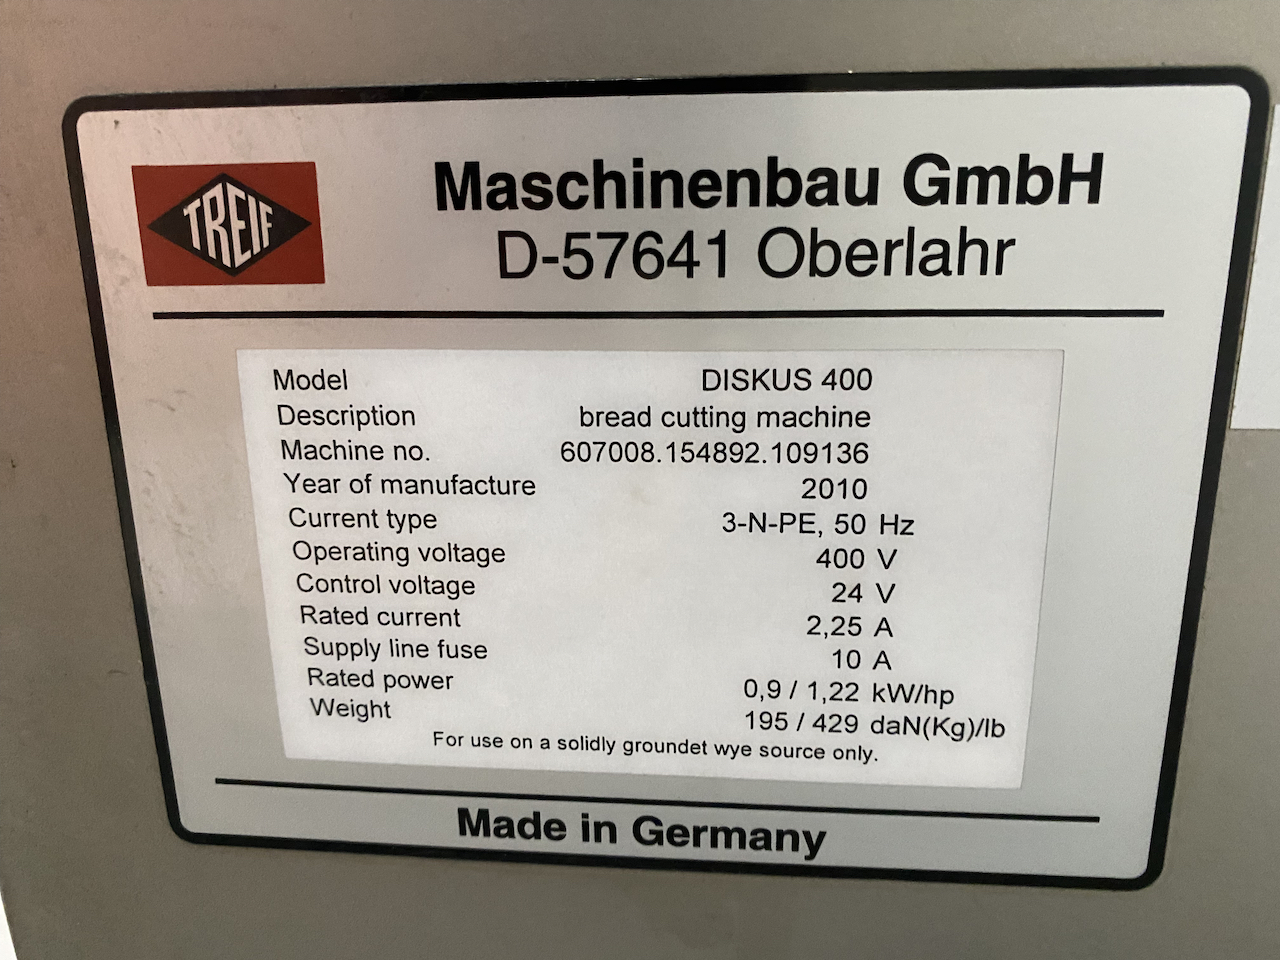 TREIF
Maschinenbau GmbH
D-57641 Oberlahr
Model DISKUS 400
Description bread cutting machine
Machine no. 607008.154892.109136
Year of manufacture 2010
Current type 3-N-PE, 50 Hz
Operating voltage 400 V
Control voltage 24 V
Rated current 2,25 A
Supply line fuse 10 A
Rated power 0,9 / 1,22 kW/hp
Weight 195 / 429 daN(Kg)/lb
For use on a solidly groundet wye source only.
Made in Germany